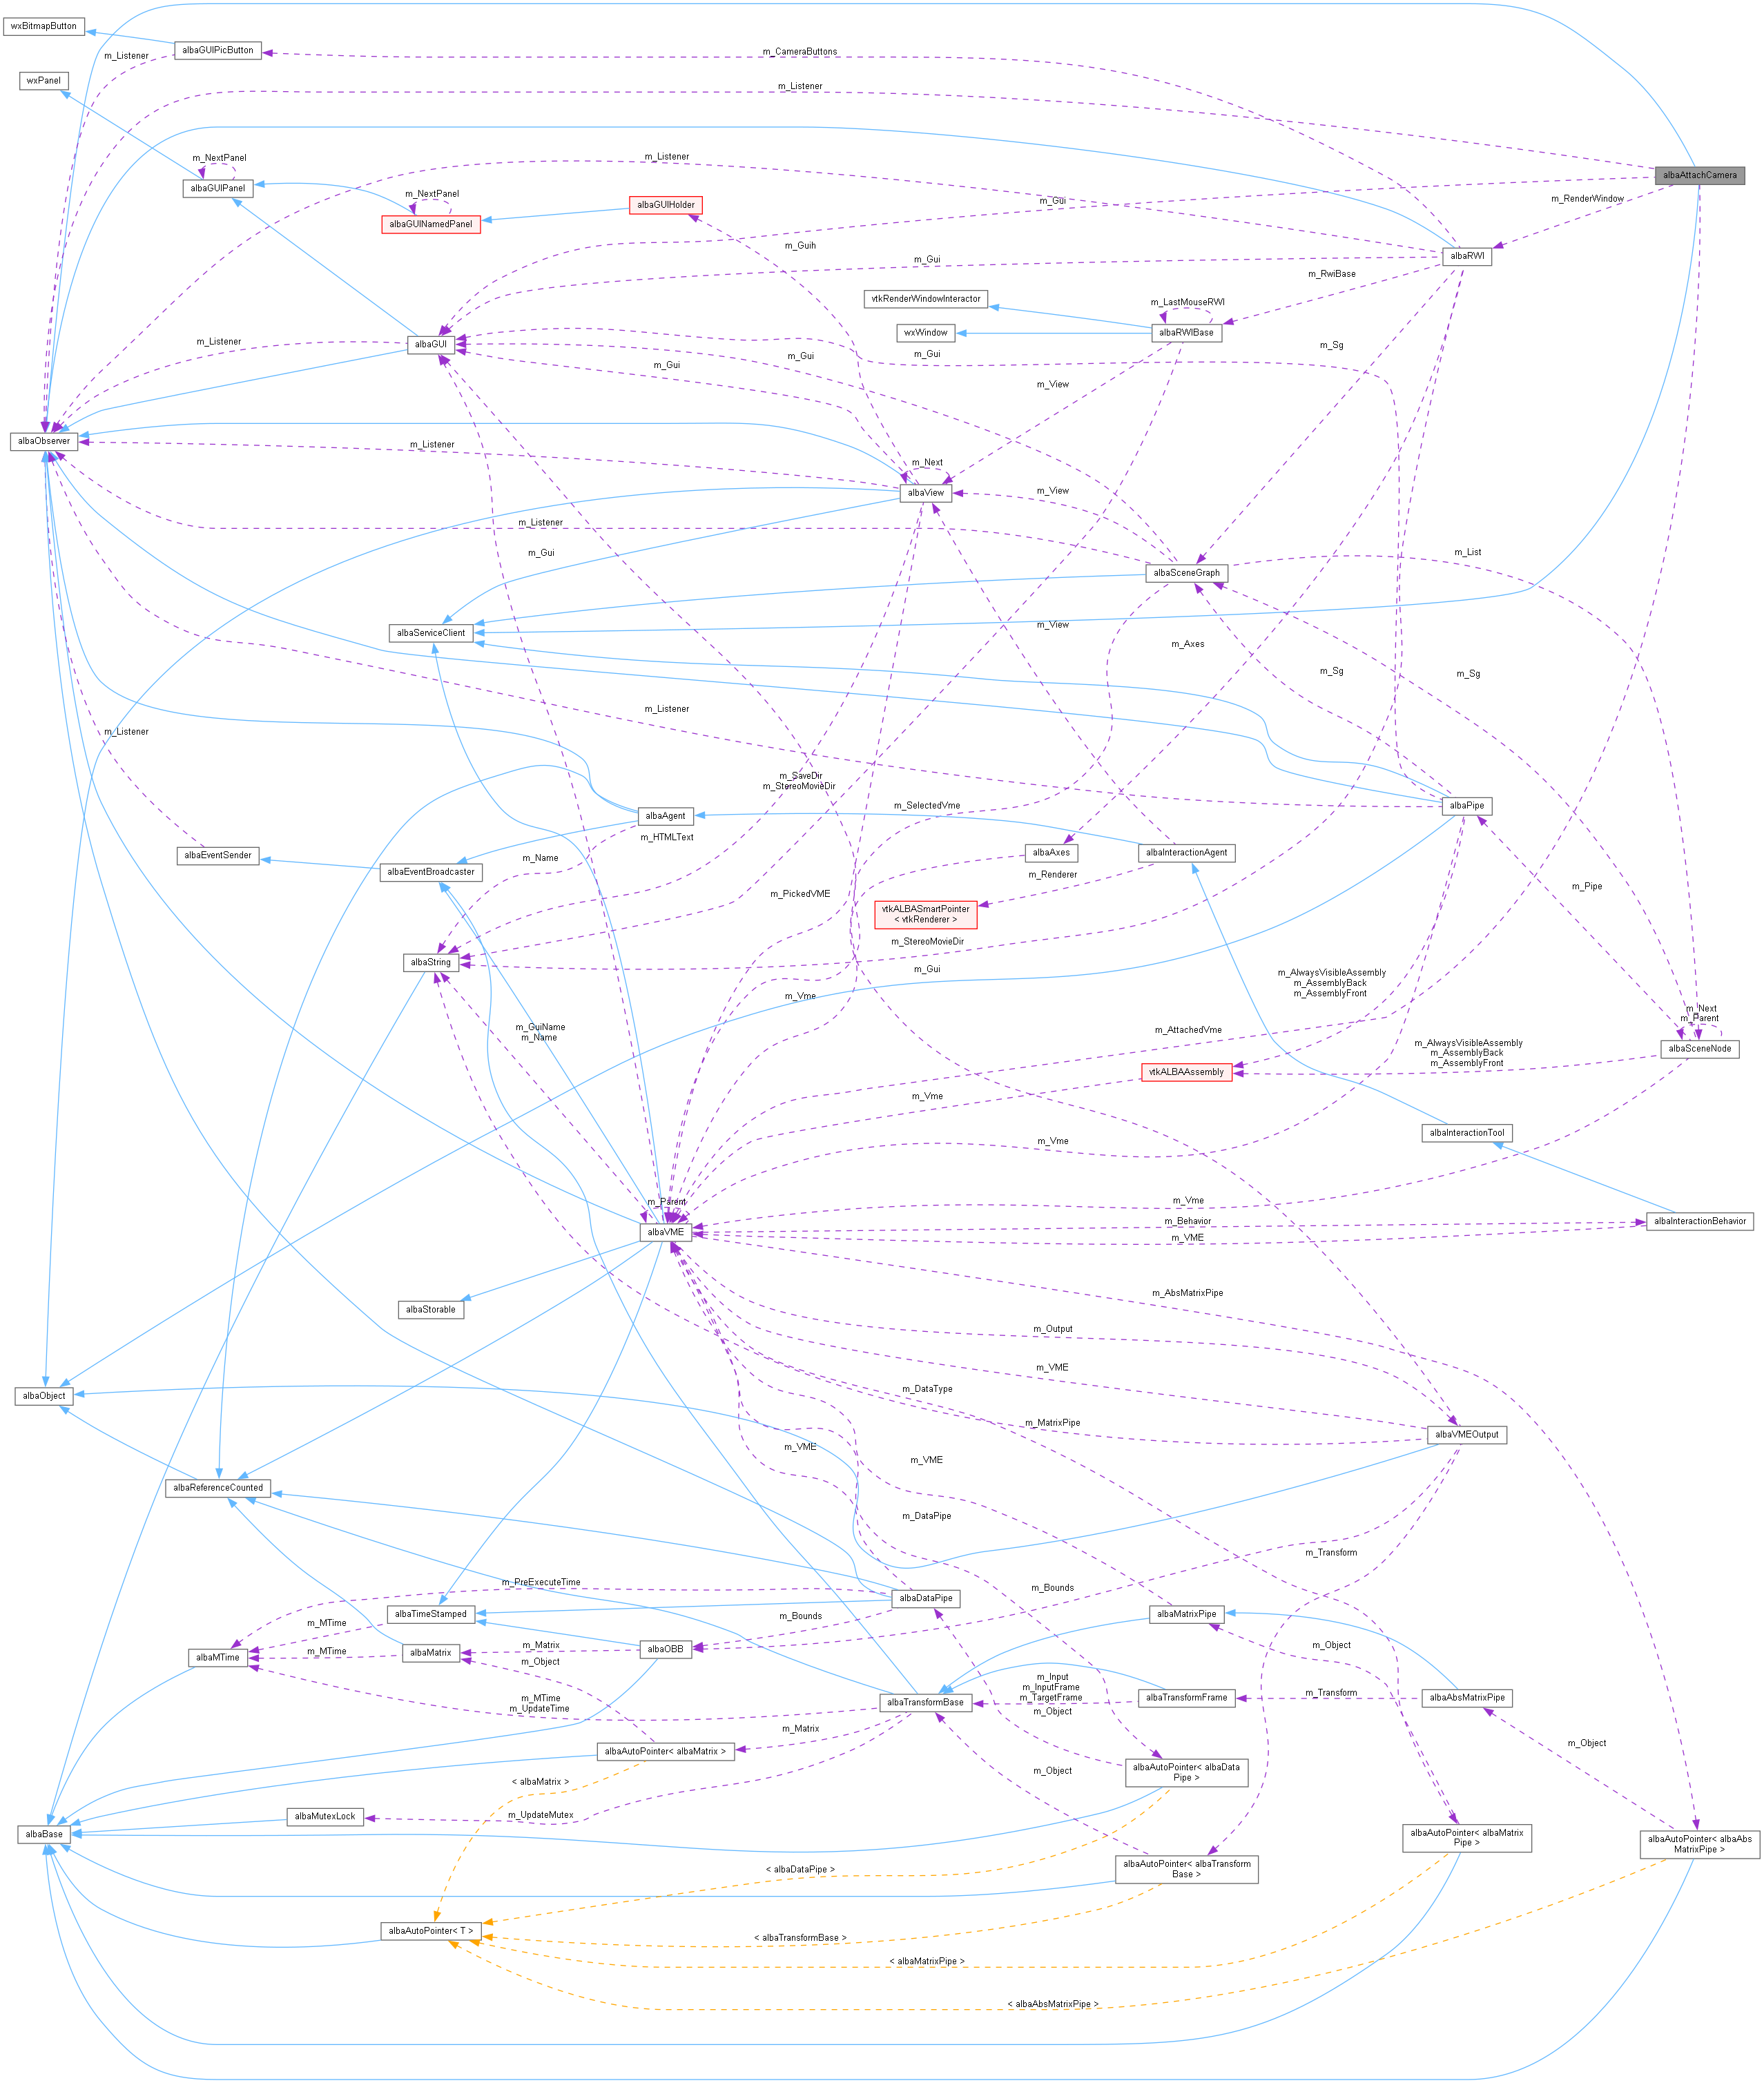 wxBitmapButton
albaGUIPicButton
m_CameraButtons
m_Listener
wxPanel
m_Listener
m_NextPanel
m_Listener
albaAttachCamera
albaGUIPanel
m_NextPanel
m_Gui
m_RenderWindow
albaGUIHolder
albaGUINamedPanel
m_Guih
m_Gui
albaRWI
m_RwiBase
vtkRenderWindowInteractor
m_LastMouseRWI
wxWindow
albaRWIBase
m_Listener
albaGUI
m_Gui
m_Gui
m_Gui
m_Sg
m_View
albaObserver
m_Listener
m_Next
albaView
m_View
m_Listener
m_Gui
m_List
albaSceneGraph
albaServiceClient
m_View
m_Axes
m_Sg
m_Sg
m_Listener
m_Listener
m_SaveDir
m_StereoMovieDir
m_SelectedVme
albaPipe
albaAgent
m_HTMLText
albaEventSender
m_Name
albaAxes
albaInteractionAgent
albaEventBroadcaster
m_Renderer
m_PickedVME
m_Pipe
vtkALBASmartPointer
< vtkRenderer >
m_StereoMovieDir
albaString
m_Gui
m_AlwaysVisibleAssembly
m_AssemblyBack
m_AssemblyFront
m_Vme
m_Next
m_Parent
m_GuiName
m_Name
m_AttachedVme
albaSceneNode
m_AlwaysVisibleAssembly
m_AssemblyBack
m_AssemblyFront
vtkALBAAssembly
m_Vme
albaInteractionTool
m_Vme
m_Parent
m_Vme
m_Behavior
albaInteractionBehavior
albaVME
m_VME
m_AbsMatrixPipe
albaStorable
m_Output
m_VME
albaObject
m_DataType
m_MatrixPipe
albaVMEOutput
m_VME
m_VME
albaReferenceCounted
m_DataPipe
m_Transform
m_PreExecuteTime
m_Bounds
albaDataPipe
albaTimeStamped
m_Bounds
albaMatrixPipe
m_MTime
m_Matrix
m_Object
albaMTime
m_MTime
albaMatrix
albaOBB
m_Object
m_Input
m_InputFrame
m_TargetFrame
m_Object
m_MTime
m_UpdateTime
albaTransformBase
albaTransformFrame
m_Transform
albaAbsMatrixPipe
m_Matrix
m_Object
albaAutoPointer< albaMatrix >
m_Object
albaAutoPointer< albaData
Pipe >
< albaMatrix >
m_UpdateMutex
albaMutexLock
albaBase
albaAutoPointer< albaMatrix
Pipe >
albaAutoPointer< albaAbs
MatrixPipe >
< albaDataPipe >
albaAutoPointer< albaTransform
Base >
albaAutoPointer< T >
< albaTransformBase >
< albaMatrixPipe >
< albaAbsMatrixPipe >